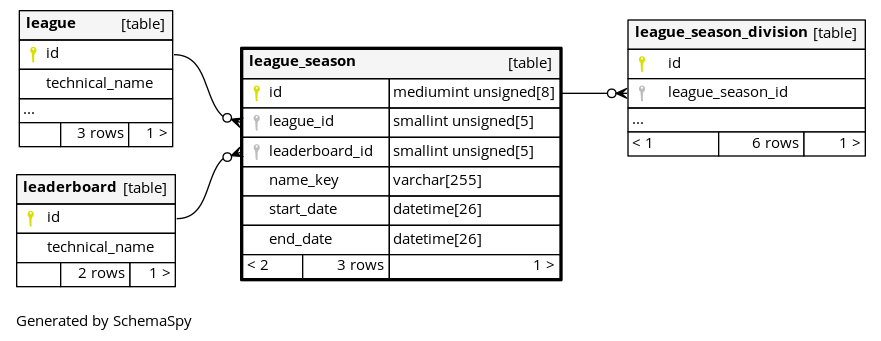 league [table]
id
technical_name
...
3 rows 1 >
leaderboard [table]
id
technical_name
2 rows 1 >
league_season [table]
id mediumint unsigned[8]
league_id smallint unsigned[5]
leaderboard_id smallint unsigned[5]
name_key varchar[255]
start_date datetime[26]
end_date datetime[26]
< 2 3 rows 1 >
league_season_division [table]
id
league_season_id
...
< 1 6 rows 1 >
Generated by SchemaSpy